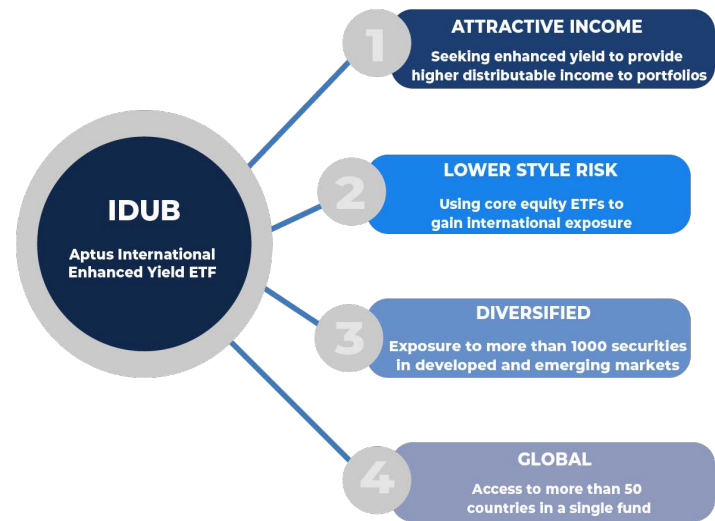 IDUB
Aptus International
Enhanced Yield ETF
1
ATTRACTIVE INCOME
Seeking enhanced yield to provide
higher distributable income to portfolios
2
LOWER STYLE RISK
Using core equity ETFs to
gain international exposure
3
DIVERSIFIED
Exposure to more than 1000 securities
in developed and emerging markets
4
GLOBAL
Access to more than 50
countries in a single fund